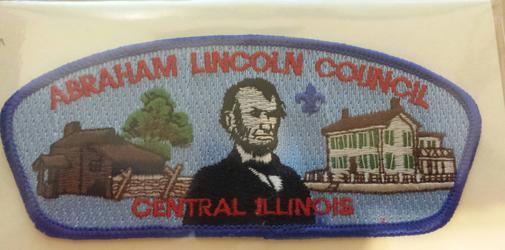 ABRAHAM LINCOLN COUNCIL
CENTRAL ILLINOIS